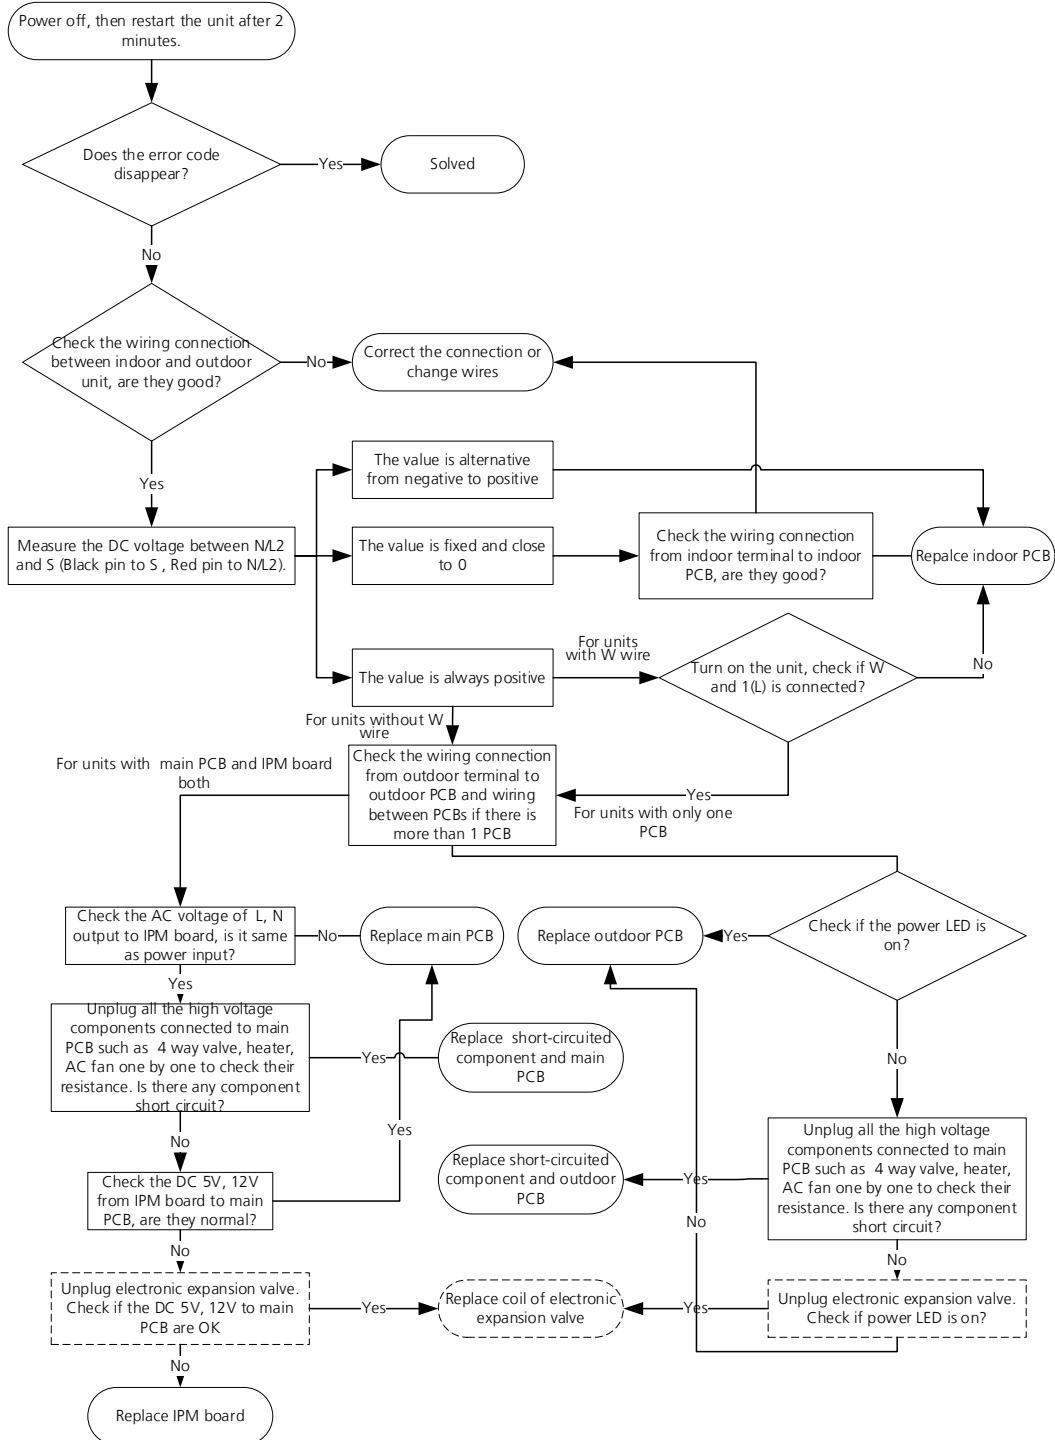 Power off, then restart the unit after 2
minutes.
Does the error code
disappear?
Yes
Solved
No
Check the wiring connection
between indoor and outdoor
unit, are they good?
No
Correct the connection or
change wires
Yes
The value is alternative
from negative to positive
Measure the DC voltage between N/L2
and S (Black pin to S , Red pin to N/L2).
The value is fixed and close
to 0
Check the wiring connection
from indoor terminal to indoor
PCB, are they good?
Repalce indoor PCB
The value is always positive
For units
with W wire
Turn on the unit, check if W
and 1(L) is connected?
No
For units without W
wire
For units with  main PCB and IPM board
both
Check the wiring connection
from outdoor terminal to
outdoor PCB and wiring
between PCBs if there is
more than 1 PCB
Yes
For units with only one
PCB
Check the AC voltage of  L, N
output to IPM board, is it same
as power input?
No
Replace main PCB
Replace outdoor PCB
Yes
Check if the power LED is
on?
Yes
Unplug all the high voltage
components connected to main
PCB such as  4 way valve, heater,
AC fan one by one to check their
resistance. Is there any component
short circuit?
Yes
Replace  short-circuited
component and main
PCB
No
No
Yes
Check the DC 5V, 12V
from IPM board to main
PCB, are they normal?
Replace short-circuited
component and outdoor
PCB
Yes
Unplug all the high voltage
components connected to main
PCB such as  4 way valve, heater,
AC fan one by one to check their
resistance. Is there any component
short circuit?
No
No
No
Unplug electronic expansion valve.
Check if the DC 5V, 12V to main
PCB are OK
Yes
Replace coil of electronic
expansion valve
Yes
Unplug electronic expansion valve.
Check if power LED is on?
No
Replace IPM board